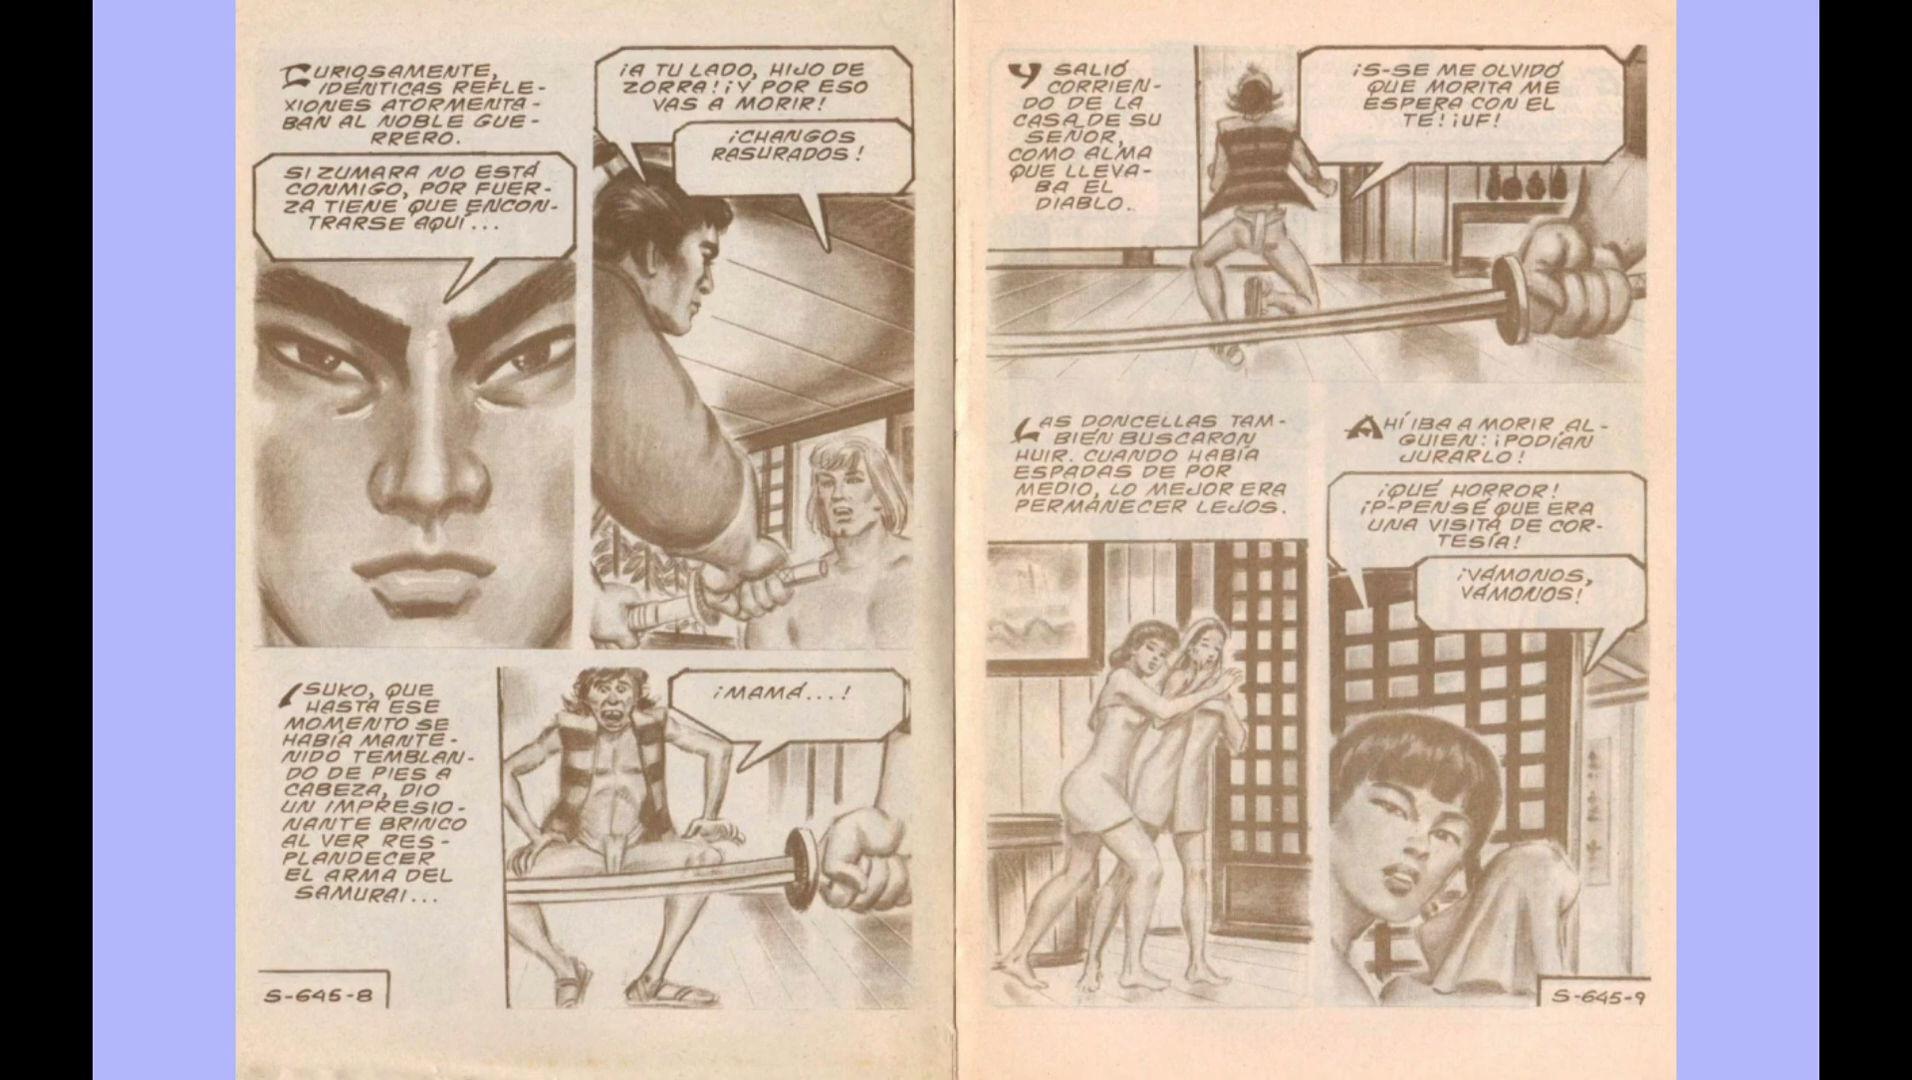 CURIOSAMENTE,
IDÉNTICAS REFLE-
XIONES ATORMENTA-
BAN AL NOBLE GUE-
RRERO.
SI ZUMARA NO ESTÁ
CONMIGO, POR FUER-
ZA TIENE QUE ENCON-
TRARSE AQUÍ...
¡A TU LADO, HIJO DE
ZORRA! ¡Y POR ESO
VAS A MORIR!
¡CHANGOS
RASURADOS!
ISUKO, QUE
HASTA ESE
MOMENTO SE
HABÍA MANTE-
NIDO TEMBLAN-
DO DE PIES A
CABEZA, DIO
UN IMPRESIO-
NANTE BRINCO
AL VER RES-
PLANDECER
EL ARMA DEL
SAMURAI...
¡MAMÁ...!
S-645-8
Y SALIÓ
CORRIEN-
DO DE LA
CASA DE SU
SEÑOR,
COMO ALMA
QUE LLEVA-
BA EL
DIABLO.
¡S-SE ME OLVIDÓ
QUE MORITA ME
ESPERA CON EL
TE! ¡UF!
LAS DONCELLAS TAM-
BIÉN BUSCARON
HUIR. CUANDO HABÍA
ESPADAS DE POR
MEDIO, LO MEJOR ERA
PERMANECER LEJOS.
AHÍ IBA A MORIR AL-
GUIEN: ¡PODÍAN
JURARLO!
¡QUÉ HORROR!
¡P-PENSÉ QUE ERA
UNA VISITA DE COR-
TESÍA!
¡VÁMONOS,
VÁMONOS!
S-645-9